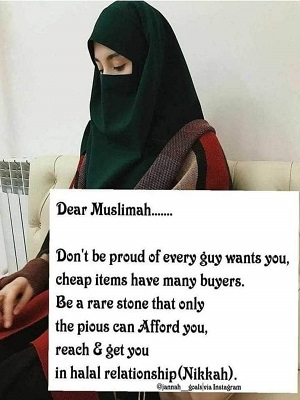 Dear Muslimah.......
Don't be proud of every guy wants you,
cheap items have many buyers.
Be a rare stone that only
the pious can Afford you,
reach & get you
in halal relationship(Nikkah).
@jannah__goals|via Instagram